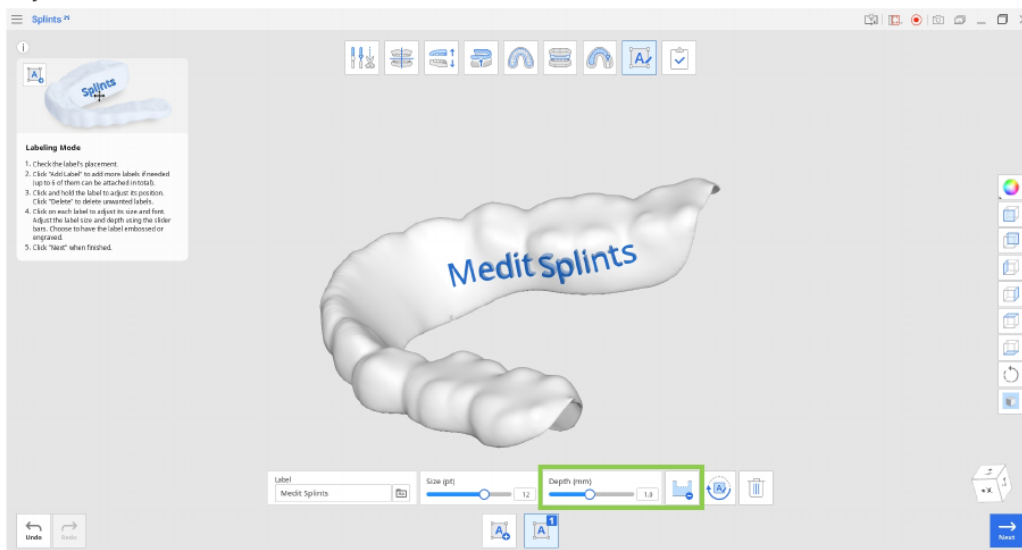 Splints
Splints
Labeling Mode
1. Check the label's placement.
2. Click "Add Label" to add more labels if needed
(up to 6 of them can be attached in total).
3. Click and hold the label to adjust its position.
Click "Delete" to delete unwanted labels.
4. Click on each label to adjust its size and font.
Adjust the label size and depth using the slider
bars. Choose to have the label embossed or
engraved.
5. Click "Next" when finished.
Medit Splints
Label
Medit Splints
Size (pt)
12
Depth (mm)
1.0
Undo
Redo
1
Next